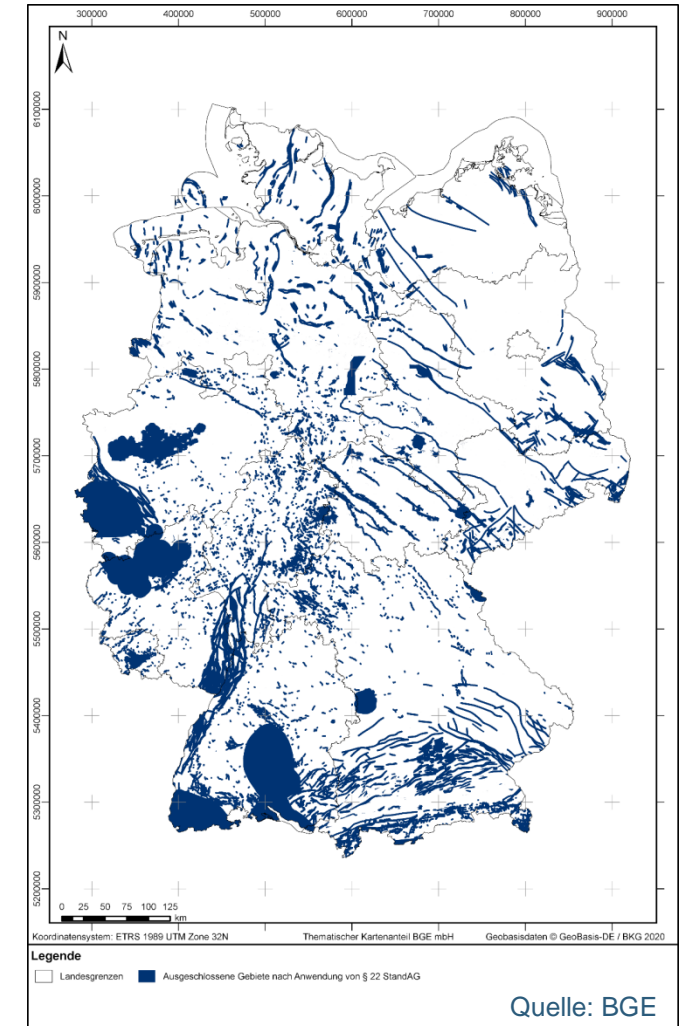 300000 400000 500000 600000 700000 800000 900000
N
6100000
6000000
5900000
5800000
5700000
5600000
5500000
5400000
5300000
5200000
0 25 50 75 100 125
km
Koordinatensystem: ETRS 1989 UTM Zone 32N Thematischer Kartenanteil BGE mbH Geobasisdaten © GeoBasis-DE / BKG 2020
Legende
Landesgrenzen Ausgeschlossene Gebiete nach Anwendung von § 22 StandAG
Quelle: BGE